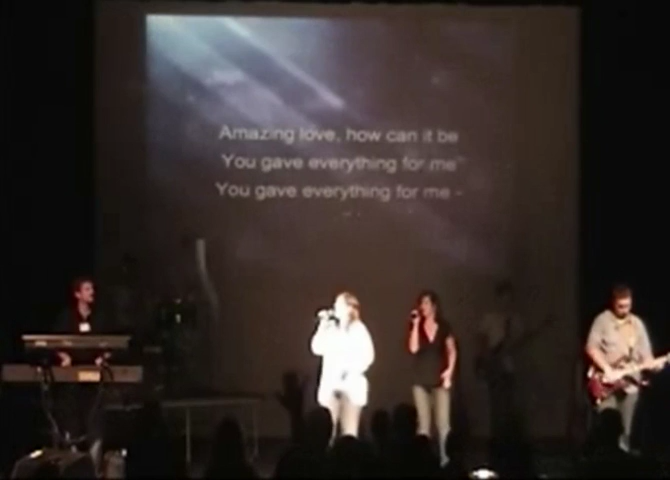 Amazing love, how can it be
You gave everything for me
You gave everything for me -